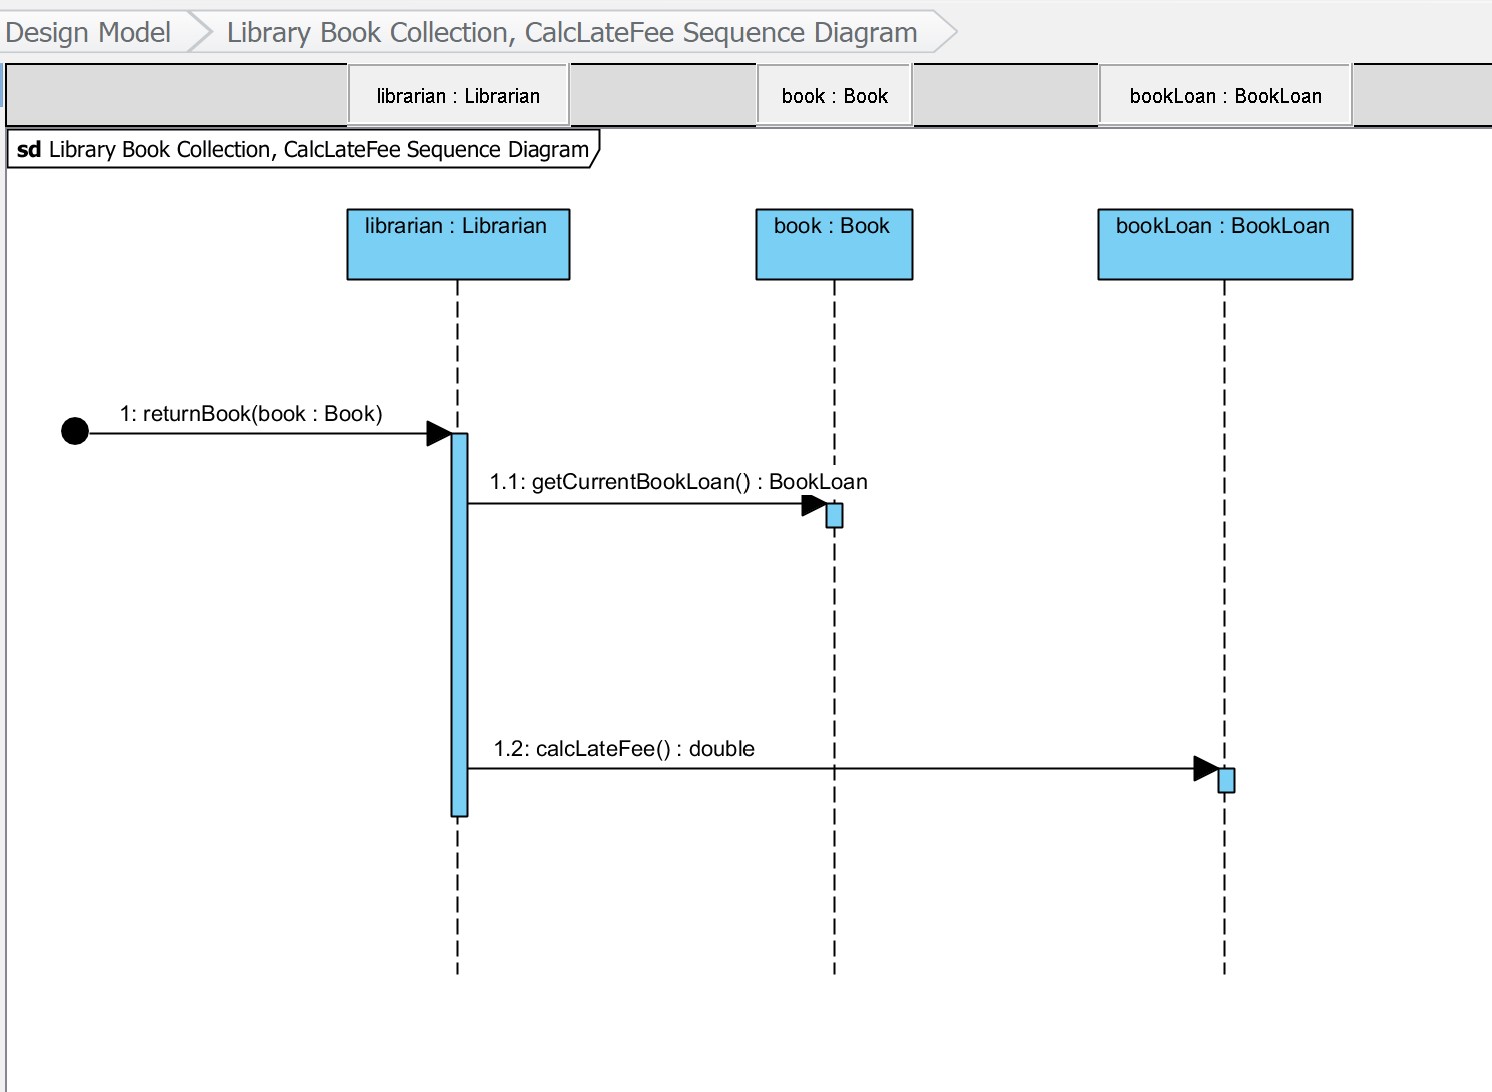 Design Model
Library Book Collection, CalcLateFee Sequence Diagram
librarian : Librarian
book : Book
bookLoan : BookLoan
sd Library Book Collection, CalcLateFee Sequence Diagram
librarian : Librarian
book : Book
bookLoan : BookLoan
1: returnBook(book : Book)
1.1: getCurrentBookLoan() : BookLoan
1.2: calcLateFee() : double